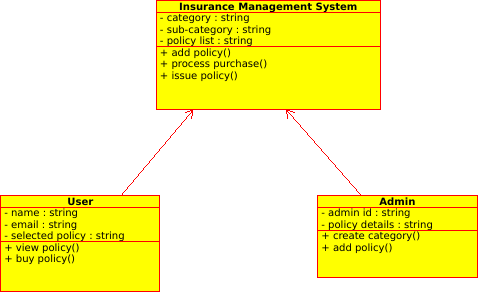 Insurance Management System
- category : string
- sub-category : string
- policy list : string
+ add policy()
+ process purchase()
+ issue policy()
User
- name : string
- email : string
- selected policy : string
+ view policy()
+ buy policy()
Admin
- admin id : string
- policy details : string
+ create category()
+ add policy()